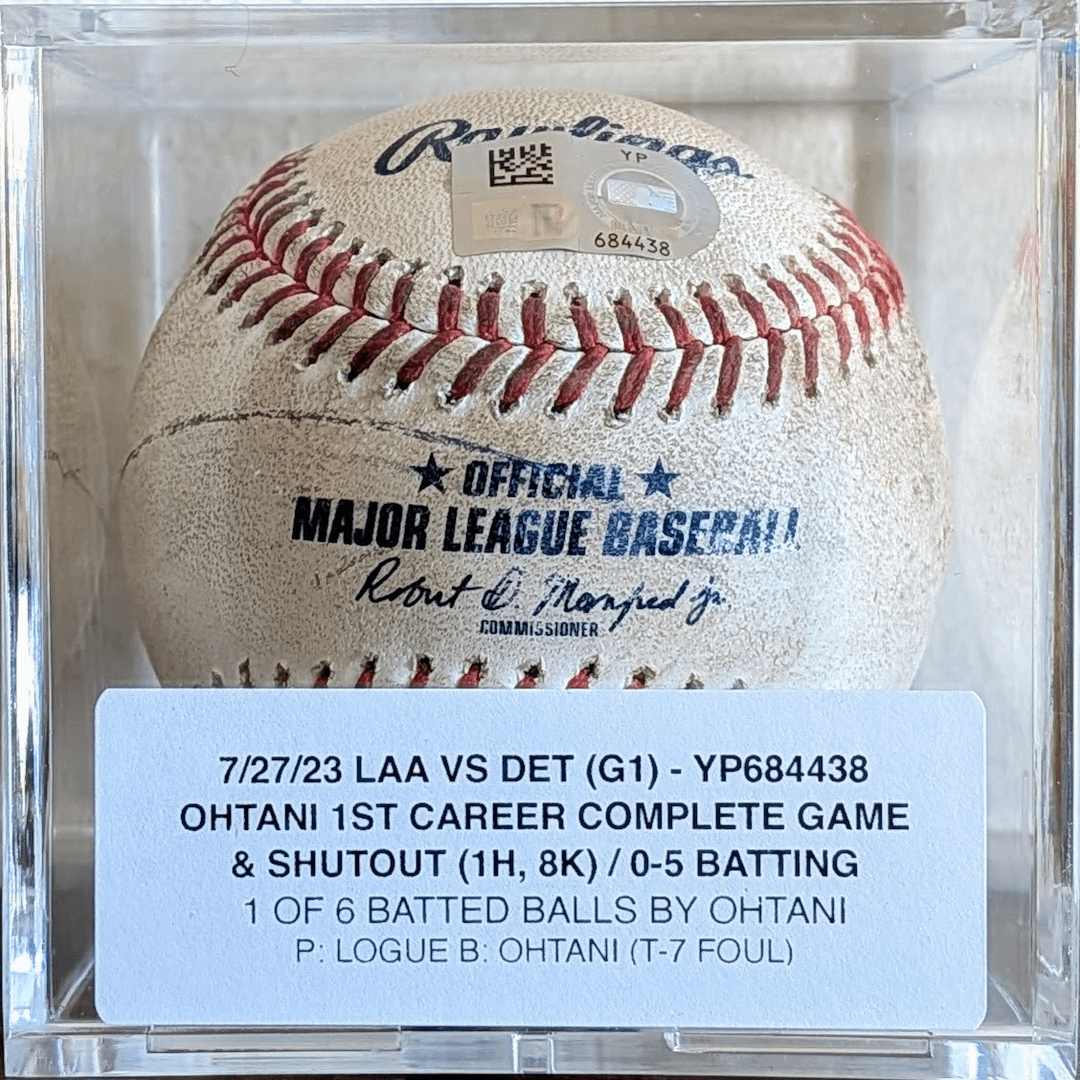 Rawlings
YP
684438
★ OFFICIAL ★
MAJOR LEAGUE BASEBALL
Robert D. Manfred Jr.
COMMISSIONER
7/27/23 LAA VS DET (G1) - YP684438
OHTANI 1ST CAREER COMPLETE GAME
& SHUTOUT (1H, 8K) / 0-5 BATTING
1 OF 6 BATTED BALLS BY OHTANI
P: LOGUE B: OHTANI (T-7 FOUL)